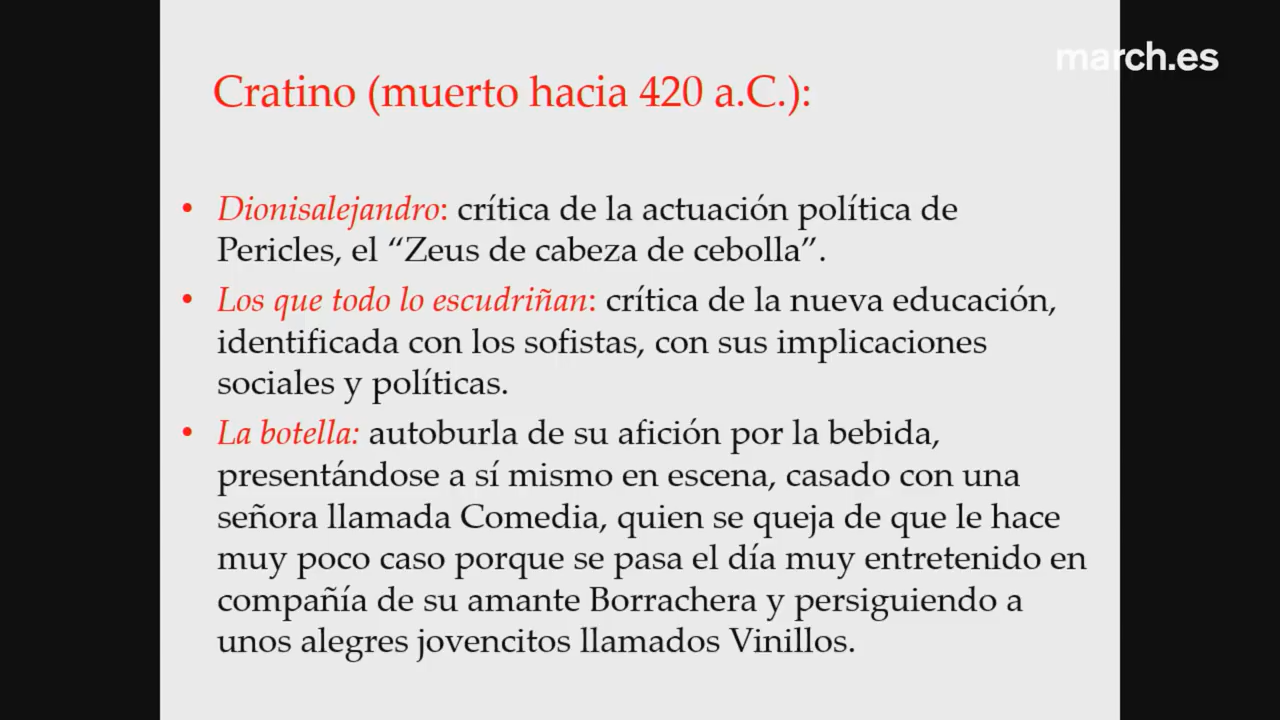 march.es
Cratino (muerto hacia 420 a.C.):
• Dionisalejandro: crítica de la actuación política de
Pericles, el “Zeus de cabeza de cebolla”.
• Los que todo lo escudriñan: crítica de la nueva educación,
identificada con los sofistas, con sus implicaciones
sociales y políticas.
• La botella: autoburla de su afición por la bebida,
presentándose a sí mismo en escena, casado con una
señora llamada Comedia, quien se queja de que le hace
muy poco caso porque se pasa el día muy entretenido en
compañía de su amante Borrachera y persiguiendo a
unos alegres jovencitos llamados Vinillos.